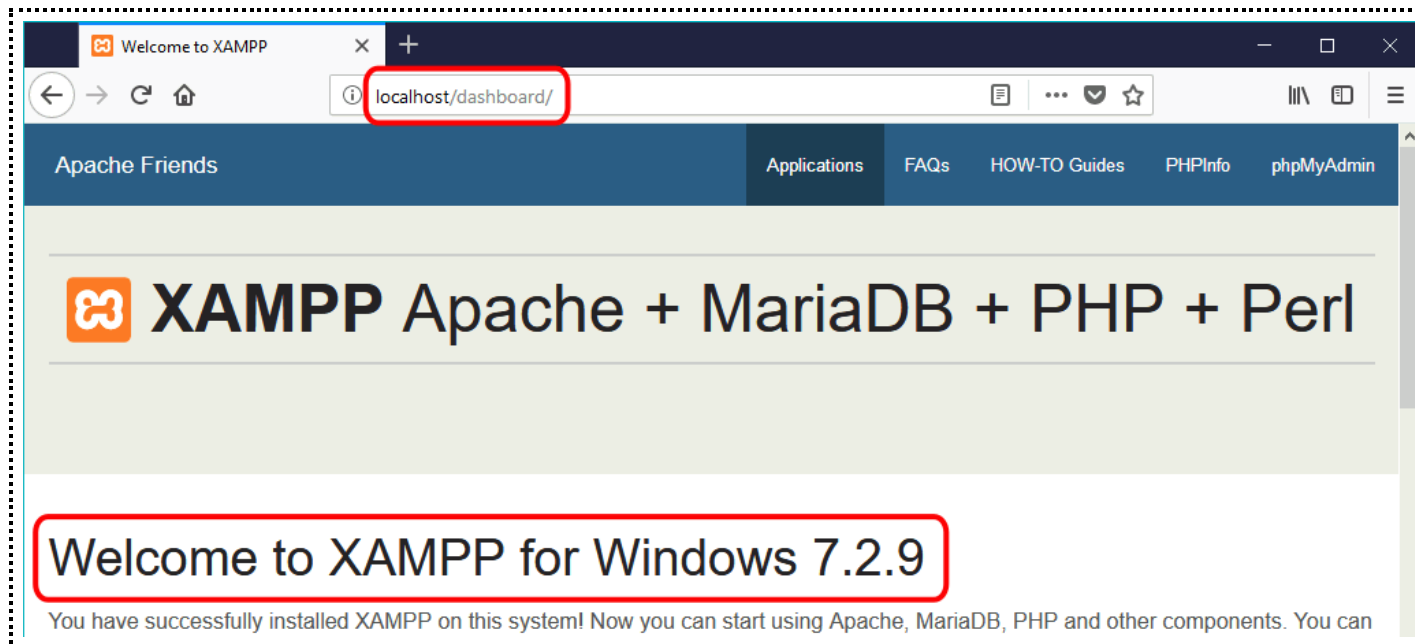 Welcome to XAMPP
localhost/dashboard/
Apache Friends
Applications FAQs HOW-TO Guides PHPInfo phpMyAdmin
XAMPP Apache + MariaDB + PHP + Perl
Welcome to XAMPP for Windows 7.2.9
You have successfully installed XAMPP on this system! Now you can start using Apache, MariaDB, PHP and other components. You can